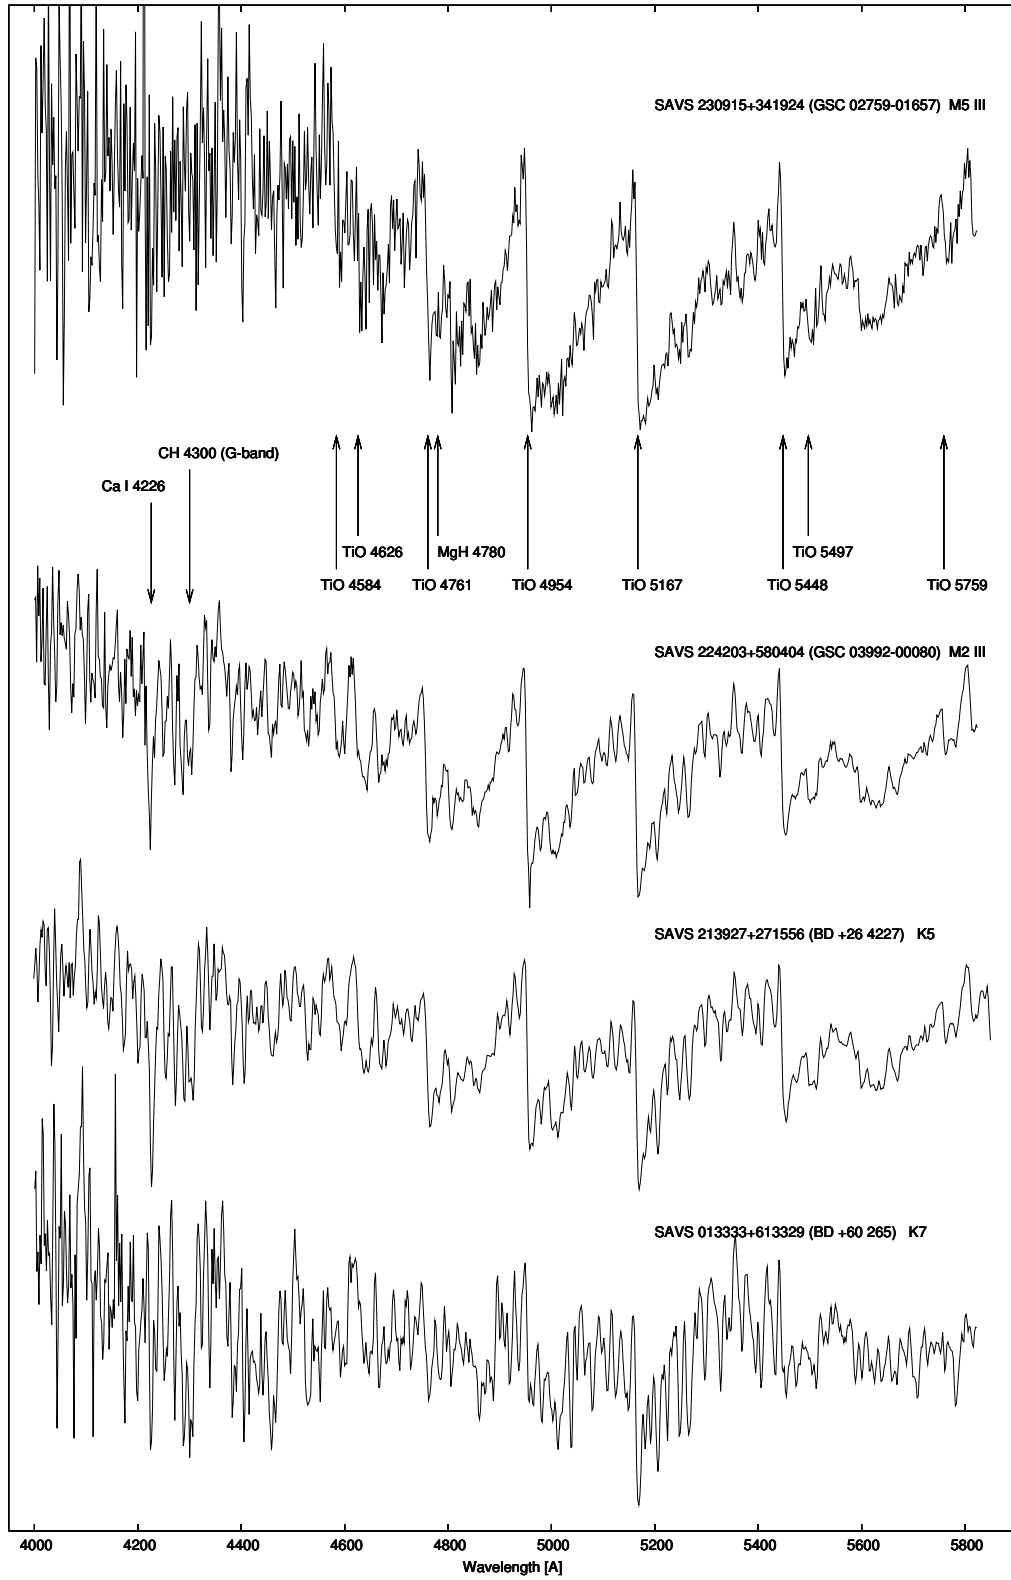 SAVS 230915+341924 (GSC 02759-01657) M5 III
CH 4300 (G-band)
Ca I 4226
TiO 4626 MgH 4780 TiO 5497
TiO 4584 TiO 4761 TiO 4954 TiO 5167 TiO 5448 TiO 5759
SAVS 224203+580404 (GSC 03992-00080) M2 III
SAVS 213927+271556 (BD +26 4227) K5
SAVS 013333+613329 (BD +60 265) K7
4000 4200 4400 4600 4800 5000 5200 5400 5600 5800
Wavelength [A]